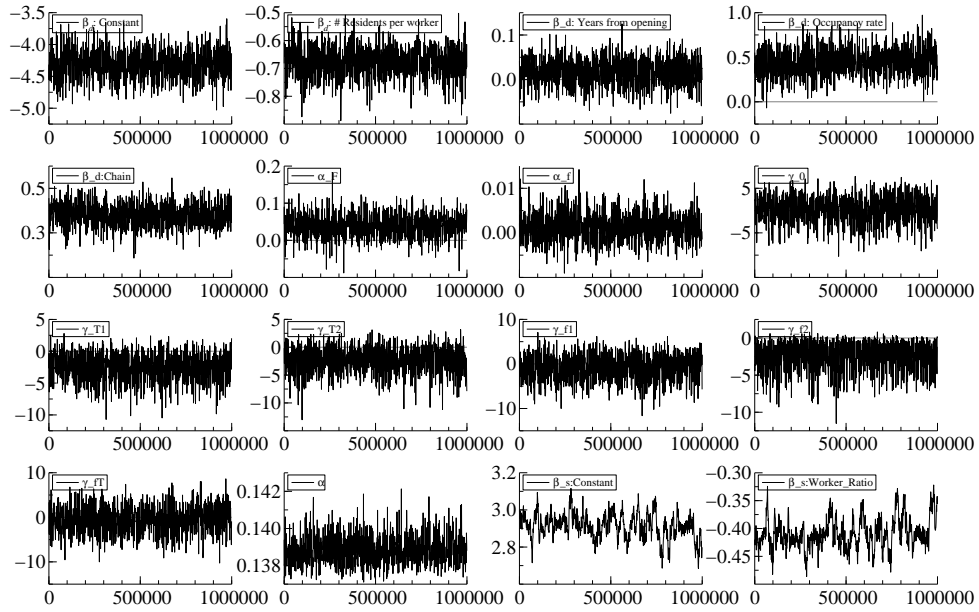 β_d: Constant
β_d: # Residents per worker
β_d: Years from opening
β_d: Occupancy rate
−3.5
−4.0
−4.5
−5.0
0 500000 1000000
−0.5
−0.6
−0.7
−0.8
0 500000 1000000
0.1
0.0
0 500000 1000000
1.0
0.5
0.0
0 500000 1000000
β_d:Chain
α_F
α_f
γ_0
0.5
0.3
0 500000 1000000
0.2
0.1
0.0
0 500000 1000000
0.01
0.00
0 500000 1000000
5
−5
0 500000 1000000
γ_T1
γ_T2
γ_f1
γ_f2
5
0
−5
−10
0 500000 1000000
5
0
−5
−10
0 500000 1000000
10
0
−10
0 500000 1000000
0
−5
−10
0 500000 1000000
γ_fT
α
β_s:Constant
β_s:Worker_Ratio
10
0
−10
0 500000 1000000
0.142
0.140
0.138
0 500000 1000000
3.2
3.0
2.8
2.6
0 500000 1000000
−0.30
−0.35
−0.40
−0.45
0 500000 1000000